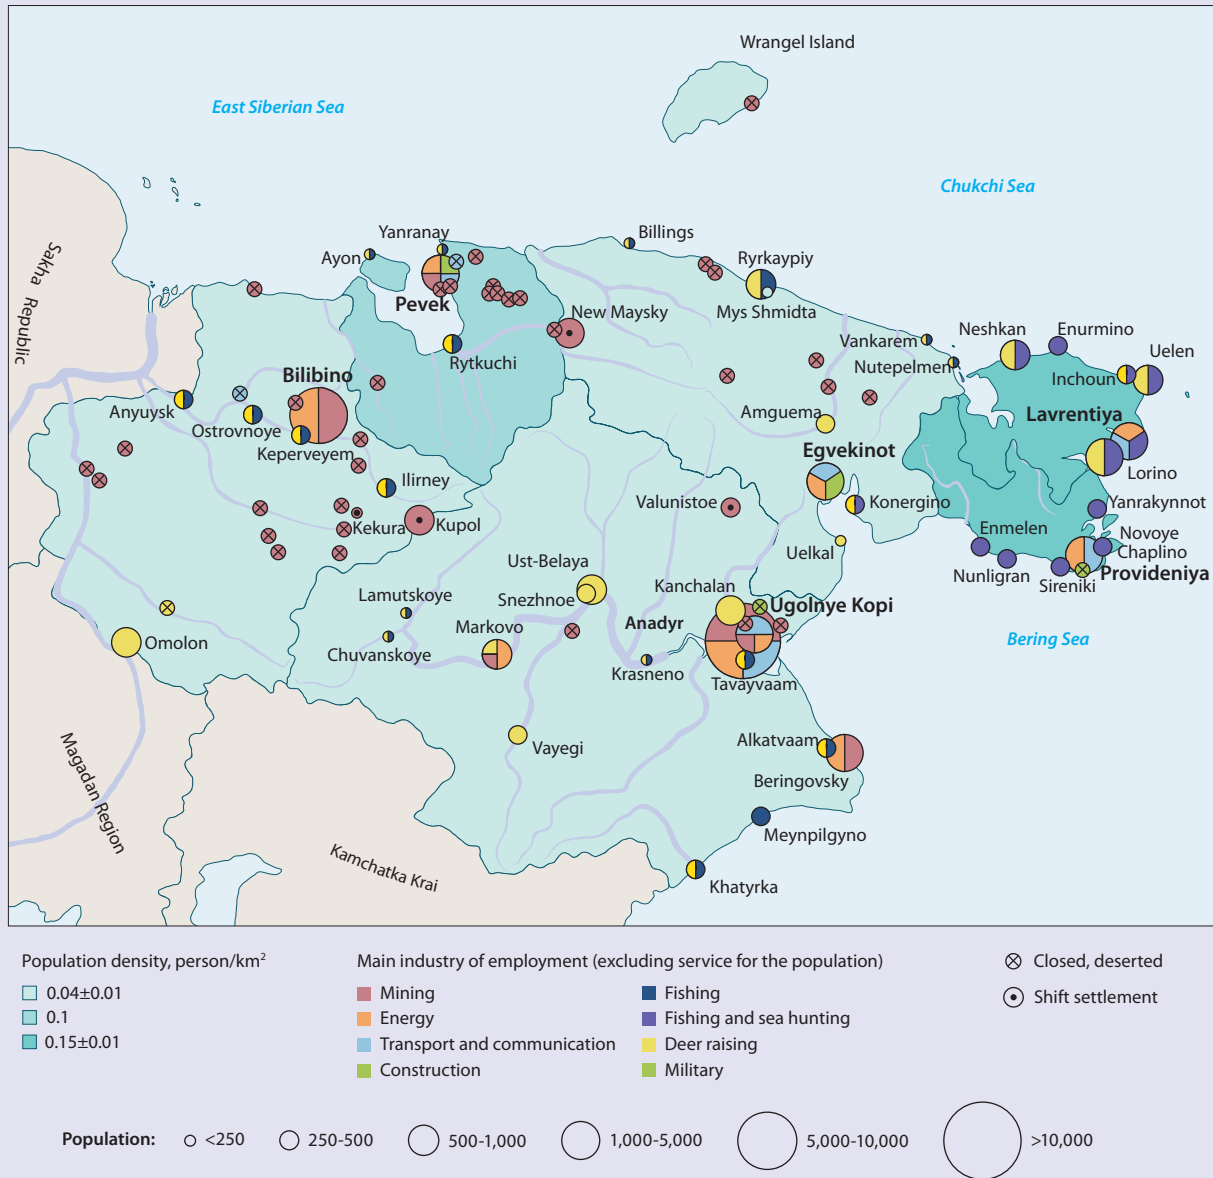 Wrangel Island
East Siberian Sea
Chukchi Sea
Sakha Republic
Yanranay
Billings
Ayon
Ryrkaypiy
Pevek
New Maysky
Mys Shmidta
Neshkan
Enurmino
Vankarem
Rytkuchi
Nutepelmen
Uelen
Inchoun
Bilibino
Anyuysk
Amguema
Lavrentiya
Ostrovnoye
Keperveyem
Egvekinot
Lorino
Ilirney
Valunistoe
Konergino
Yanrakynnot
Kekura
Kupol
Enmelen
Novoye
Chaplino
Uelkal
Ust-Belaya
Nunligran
Sireniki
Provideniya
Kanchalan
Lamutskoye
Snezhnoe
Ugolnye Kopi
Markovo
Anadyr
Bering Sea
Omolon
Chuvanskoye
Krasneno
Tavayvaam
Magadan Region
Vayegi
Alkatvaam
Beringovsky
Meynpilgyno
Kamchatka Krai
Khatyrka
Population density, person/km²
0.04±0.01
0.1
0.15±0.01
Main industry of employment (excluding service for the population)
Mining
Energy
Transport and communication
Construction
Fishing
Fishing and sea hunting
Deer raising
Military
Closed, deserted
Shift settlement
Population: <250 250-500 500-1,000 1,000-5,000 5,000-10,000 >10,000